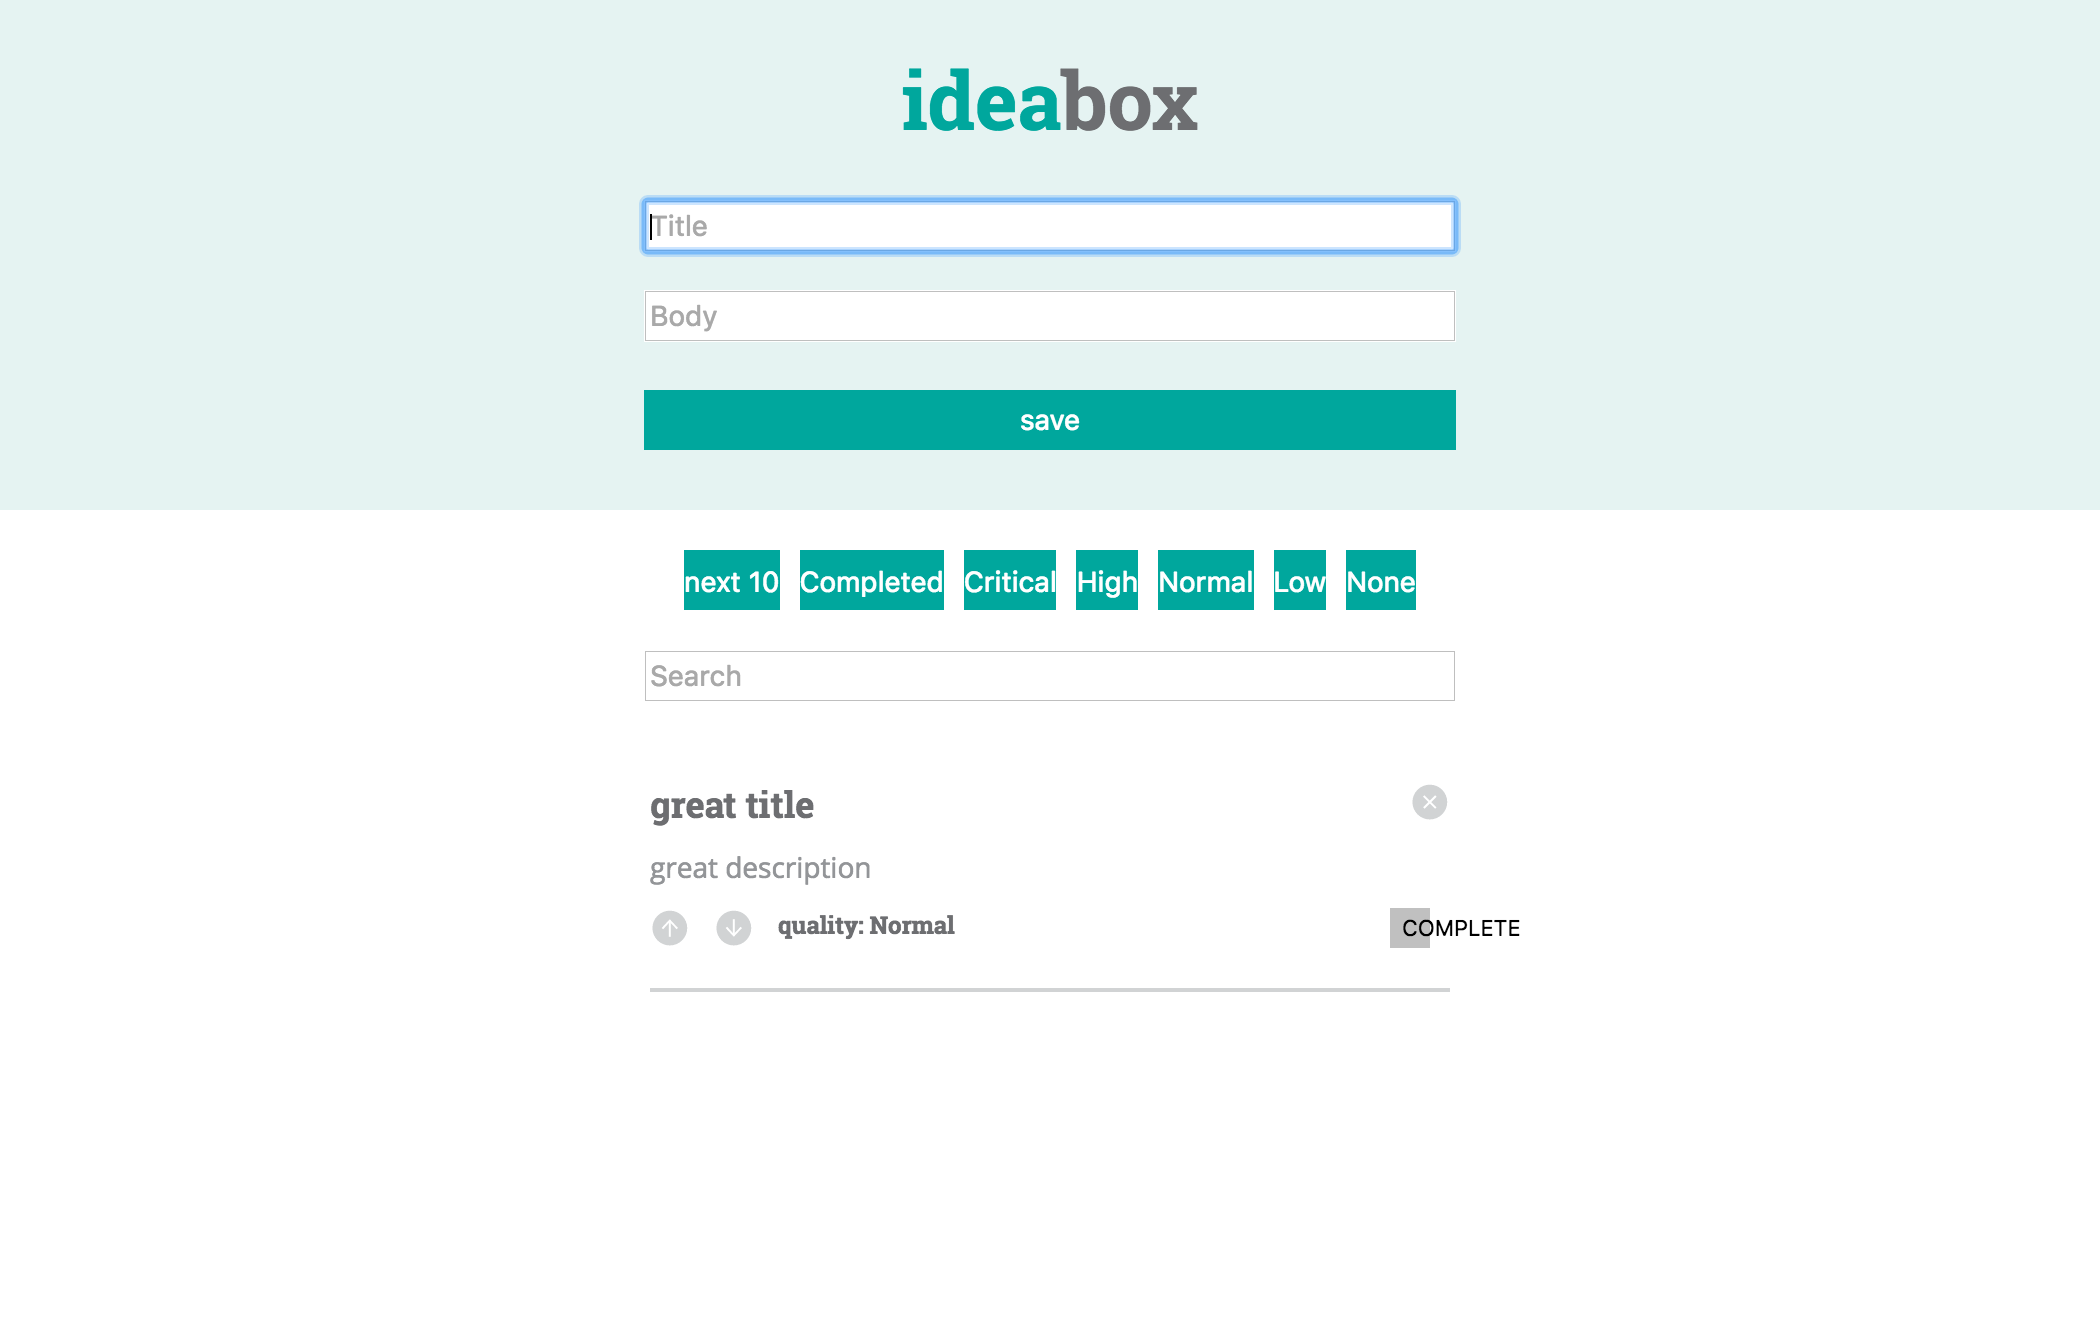 ideabox
Title
Body
save
next 10 Completed Critical High Normal Low None
Search
great title
great description
quality: Normal COMPLETE